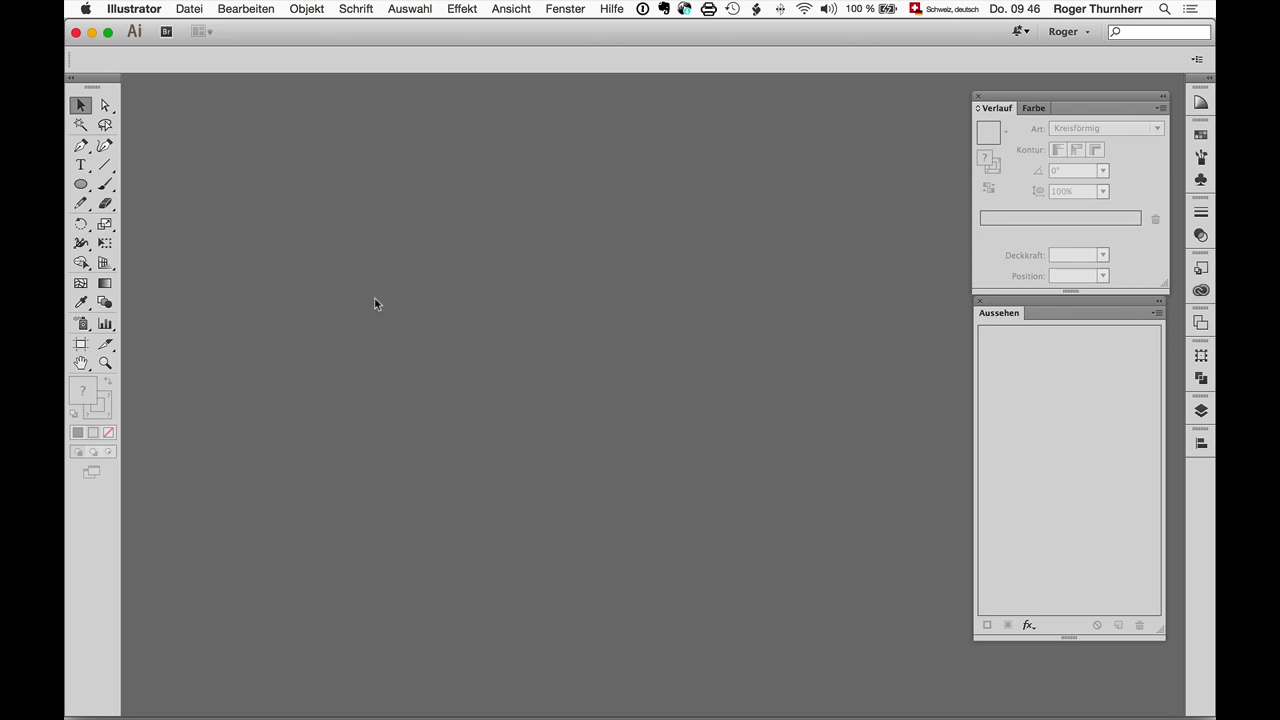 Illustrator Datei Bearbeiten Objekt Schrift Auswahl Effekt Ansicht Fenster Hilfe 100 % Schweiz, deutsch Do. 09 46 Roger Thurnherr
Ai Br Roger
Verlauf Farbe
Art: Kreisförmig
Kontur:
?
0°
100%
Deckkraft:
Position:
Aussehen
T
?
fx